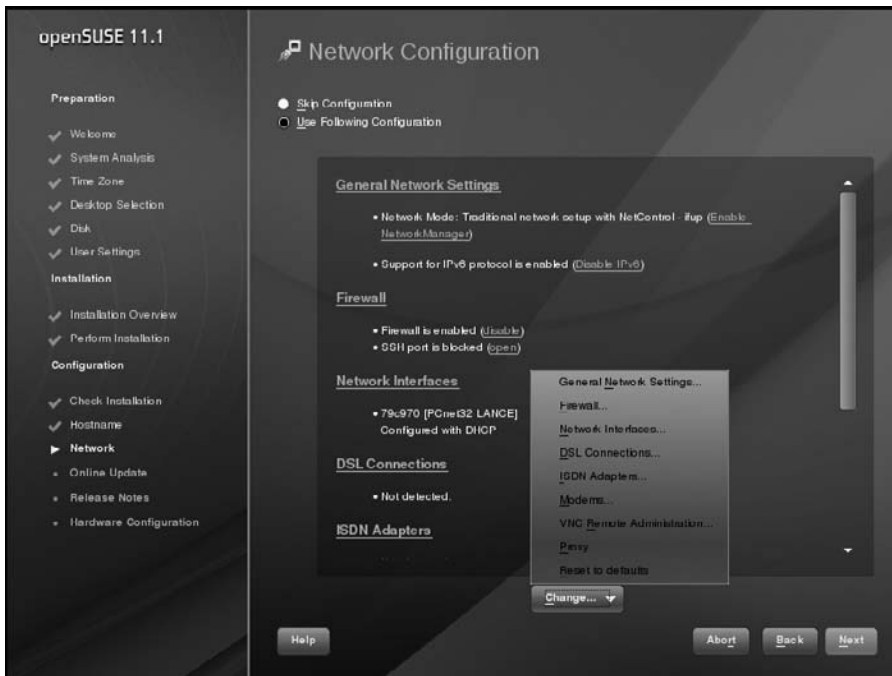 openSUSE 11.1
Preparation
Welcome
System Analysis
Time Zone
Desktop Selection
Disk
User Settings
Installation
Installation Overview
Perform Installation
Configuration
Check Installation
Hostname
Network
Online Update
Release Notes
Hardware Configuration
Network Configuration
Skip Configuration
Use Following Configuration
General Network Settings
• Network Mode: Traditional network setup with NetControl - ifup (Enable
NetworkManager)
• Support for IPv6 protocol is enabled (Disable IPv6)
Firewall
• Firewall is enabled (disable)
• SSH port is blocked (open)
Network Interfaces
• 79c970 [PCnet32 LANCE]
Configured with DHCP
DSL Connections
• Not detected.
ISDN Adapters
General Network Settings...
Firewall...
Network Interfaces...
DSL Connections...
ISDN Adapters...
Modems...
VNC Remote Administration...
Proxy
Reset to defaults
Change...
Help
Abort
Back
Next